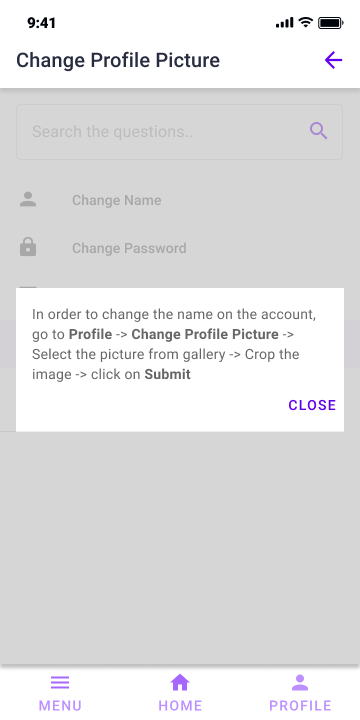 9:41
Change Profile Picture
Search the questions..
Change Name
Change Password
In order to change the name on the account,
go to Profile -> Change Profile Picture ->
Select the picture from gallery -> Crop the
image -> click on Submit
CLOSE
MENU
HOME
PROFILE